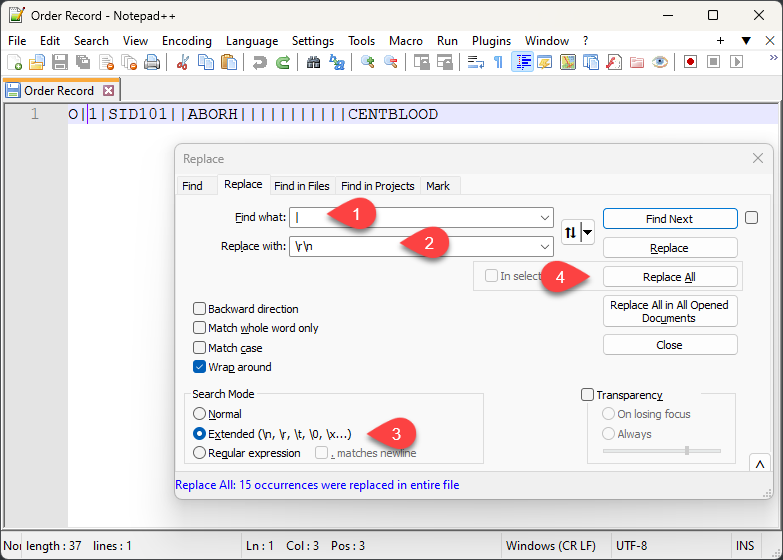 Order Record - Notepad++
File Edit Search View Encoding Language Settings Tools Macro Run Plugins Window ?
Order Record
1 O|1|SID101||ABORH|||||||||||CENTBLOOD
Replace
Find Replace Find in Files Find in Projects Mark
Find what: | 1 Find Next
Replace with: \r\n 2 Replace
In select 4 Replace All
Replace All in All Opened
Documents
Close
Backward direction
Match whole word only
Match case
Wrap around
Search Mode
Normal
Extended (\n, \r, \t, \0, \x...) 3
Regular expression . matches newline
Transparency
On losing focus
Always
Replace All: 15 occurrences were replaced in entire file
length : 37 lines : 1 Ln : 1 Col : 3 Pos : 3 Windows (CR LF) UTF-8 INS